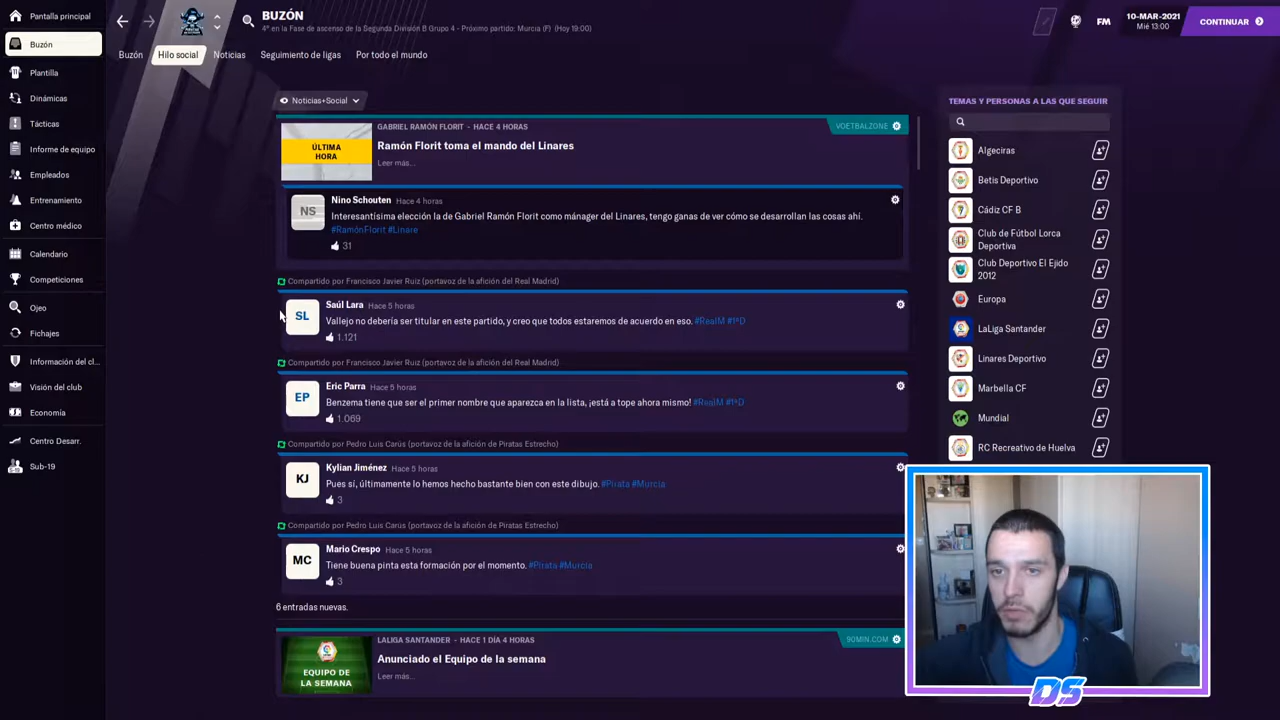 Pantalla principal
Buzón
Plantilla
Dinámicas
Tácticas
Informe de equipo
Empleados
Entrenamiento
Centro médico
Calendario
Competiciones
Ojeo
Fichajes
Información del cl...
Visión del club
Economía
Centro Desarr.
Sub-19
BUZÓN
4º en la Fase de ascenso de la Segunda División B Grupo 4 - Próximo partido: Murcia (F) (Hoy 19:00)
FM
10-MAR-2021
Mié 13:00
CONTINUAR
Buzón
Hilo social
Noticias
Seguimiento de ligas
Por todo el mundo
Noticias+Social
ÚLTIMA
HORA
GABRIEL RAMÓN FLORIT - HACE 4 HORAS
VOETBALZONE
Ramón Florit toma el mando del Linares
Leer más...
NS
Nino Schouten Hace 4 horas
Interesantísima elección la de Gabriel Ramón Florit como mánager del Linares, tengo ganas de ver cómo se desarrollan las cosas ahí.
#RamónFlorit #Linare
31
Compartido por Francisco Javier Ruiz (portavoz de la afición del Real Madrid)
SL
Saúl Lara Hace 5 horas
Vallejo no debería ser titular en este partido, y creo que todos estaremos de acuerdo en eso. #RealM #1ªD
1.121
Compartido por Francisco Javier Ruiz (portavoz de la afición del Real Madrid)
EP
Eric Parra Hace 5 horas
Benzema tiene que ser el primer nombre que aparezca en la lista, ¡está a tope ahora mismo! #RealM #1ªD
1.069
Compartido por Pedro Luis Carús (portavoz de la afición de Piratas Estrecho)
KJ
Kylian Jiménez Hace 5 horas
Pues sí, últimamente lo hemos hecho bastante bien con este dibujo. #Pirata #Murcia
3
Compartido por Pedro Luis Carús (portavoz de la afición de Piratas Estrecho)
MC
Mario Crespo Hace 5 horas
Tiene buena pinta esta formación por el momento. #Pirata #Murcia
3
6 entradas nuevas.
EQUIPO DE
LA SEMANA
LALIGA SANTANDER - HACE 1 DÍA 4 HORAS
90MIN.COM
Anunciado el Equipo de la semana
Leer más...
TEMAS Y PERSONAS A LAS QUE SEGUIR
Algeciras
Betis Deportivo
Cádiz CF B
Club de Fútbol Lorca
Deportiva
Club Deportivo El Ejido
2012
Europa
LaLiga Santander
Linares Deportivo
Marbella CF
Mundial
RC Recreativo de Huelva
DS